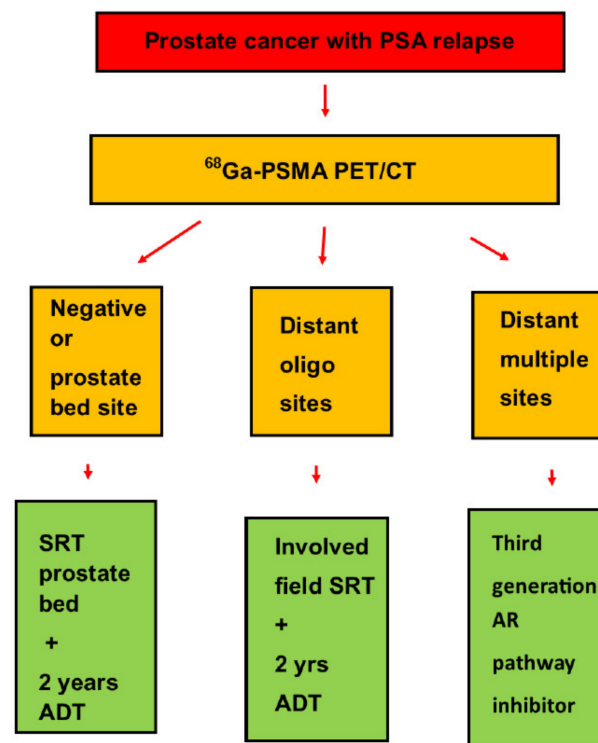 Prostate cancer with PSA relapse
⁶⁸Ga-PSMA PET/CT
Negative
or
prostate
bed site
Distant
oligo
sites
Distant
multiple
sites
SRT
prostate
bed
+
2 years
ADT
Involved
field SRT
+
2 yrs
ADT
Third
generation
AR
pathway
inhibitor